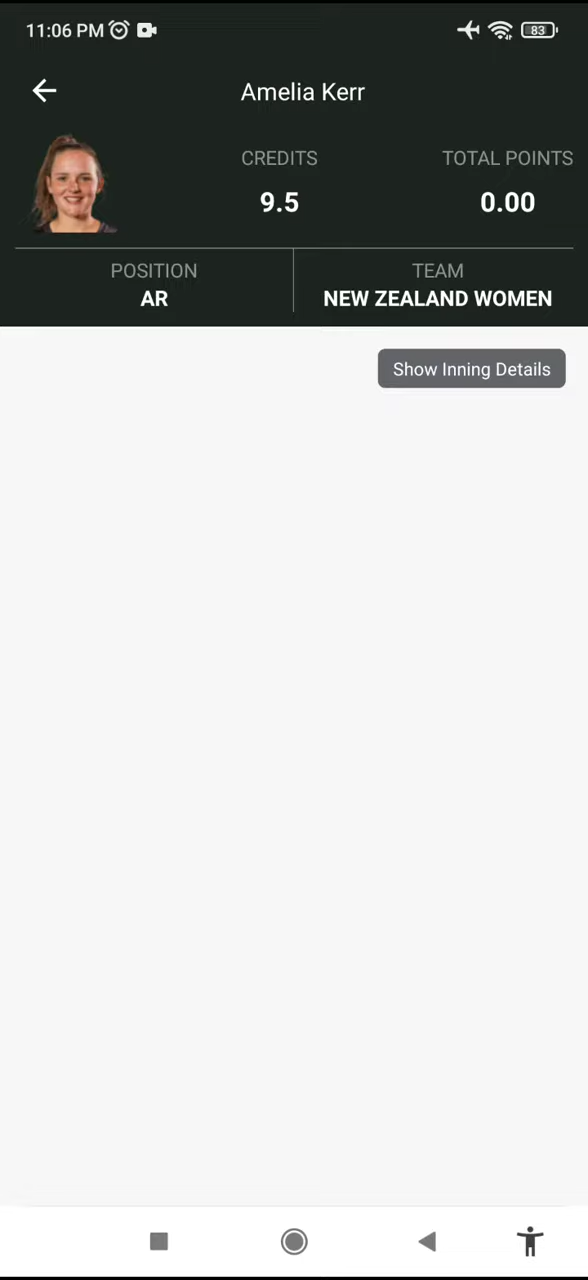 11:06 PM 83
Amelia Kerr
CREDITS TOTAL POINTS
9.5 0.00
POSITION TEAM
AR NEW ZEALAND WOMEN
Show Inning Details